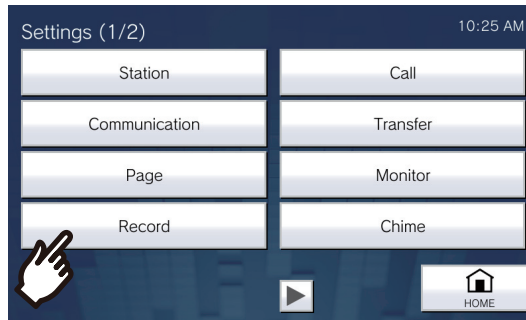 Settings (1/2)
10:25 AM
Station
Call
Communication
Transfer
Page
Monitor
Record
Chime
HOME